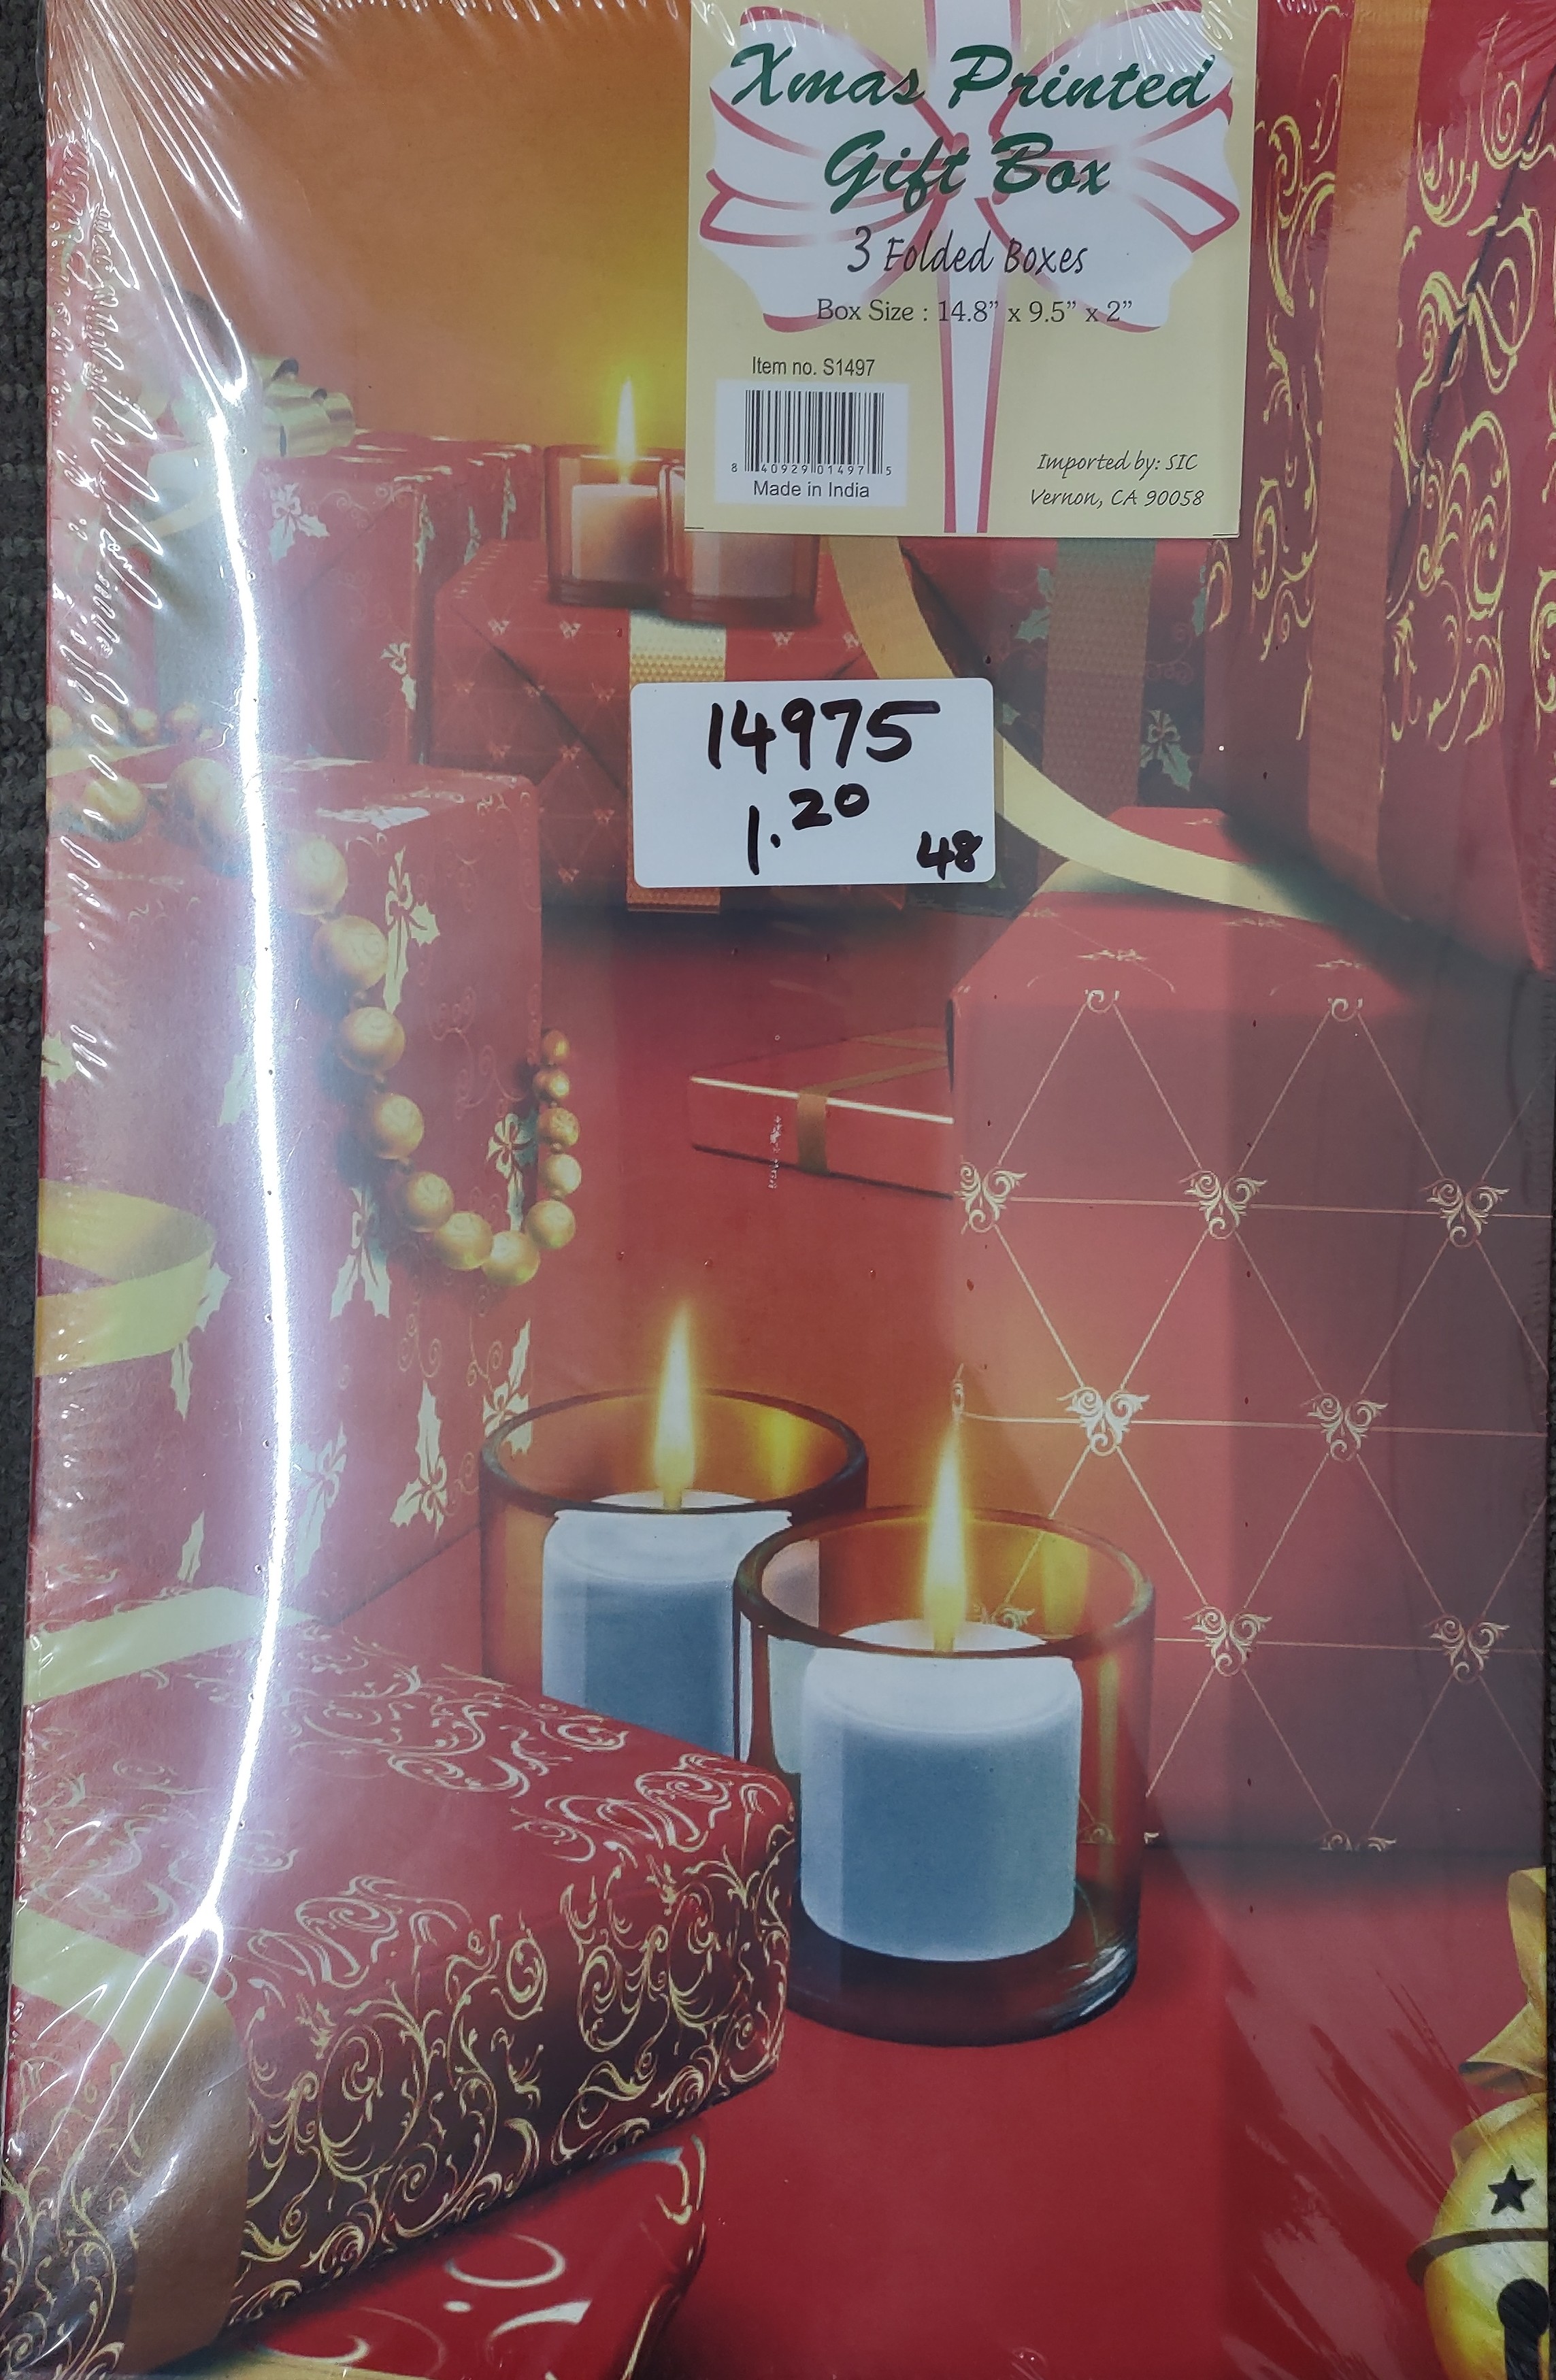 Xmas Printed
Gift Box
3 Folded Boxes
Box Size : 14.8" x 9.5" x 2"
Item no. S1497
8 40929 01497 5
Made in India
Imported by: SIC
Vernon, CA 90058
14975
1.20
48